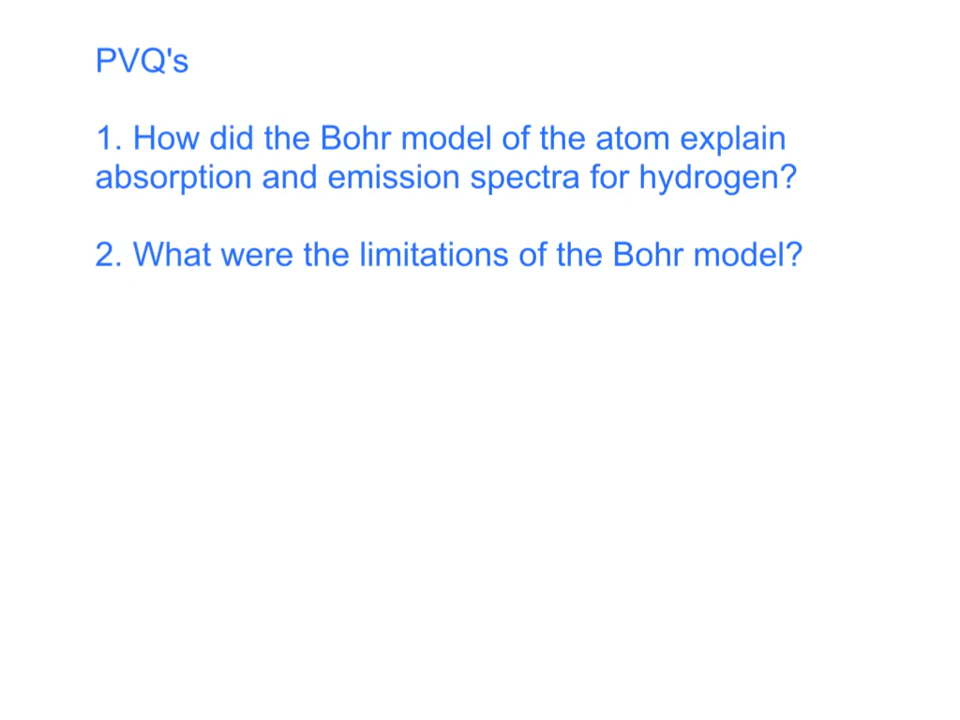 PVQ's
1. How did the Bohr model of the atom explain
absorption and emission spectra for hydrogen?
2. What were the limitations of the Bohr model?